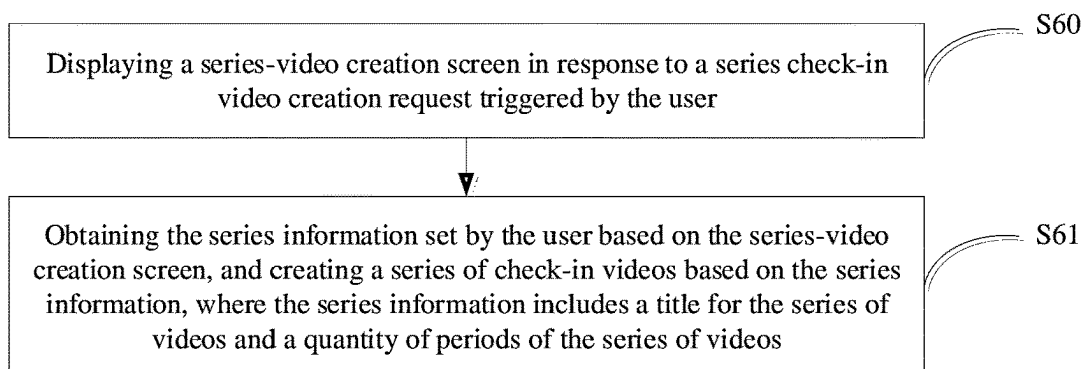 S60
Displaying a series-video creation screen in response to a series check-in
video creation request triggered by the user
S61
Obtaining the series information set by the user based on the series-video
creation screen, and creating a series of check-in videos based on the series
information, where the series information includes a title for the series of
videos and a quantity of periods of the series of videos